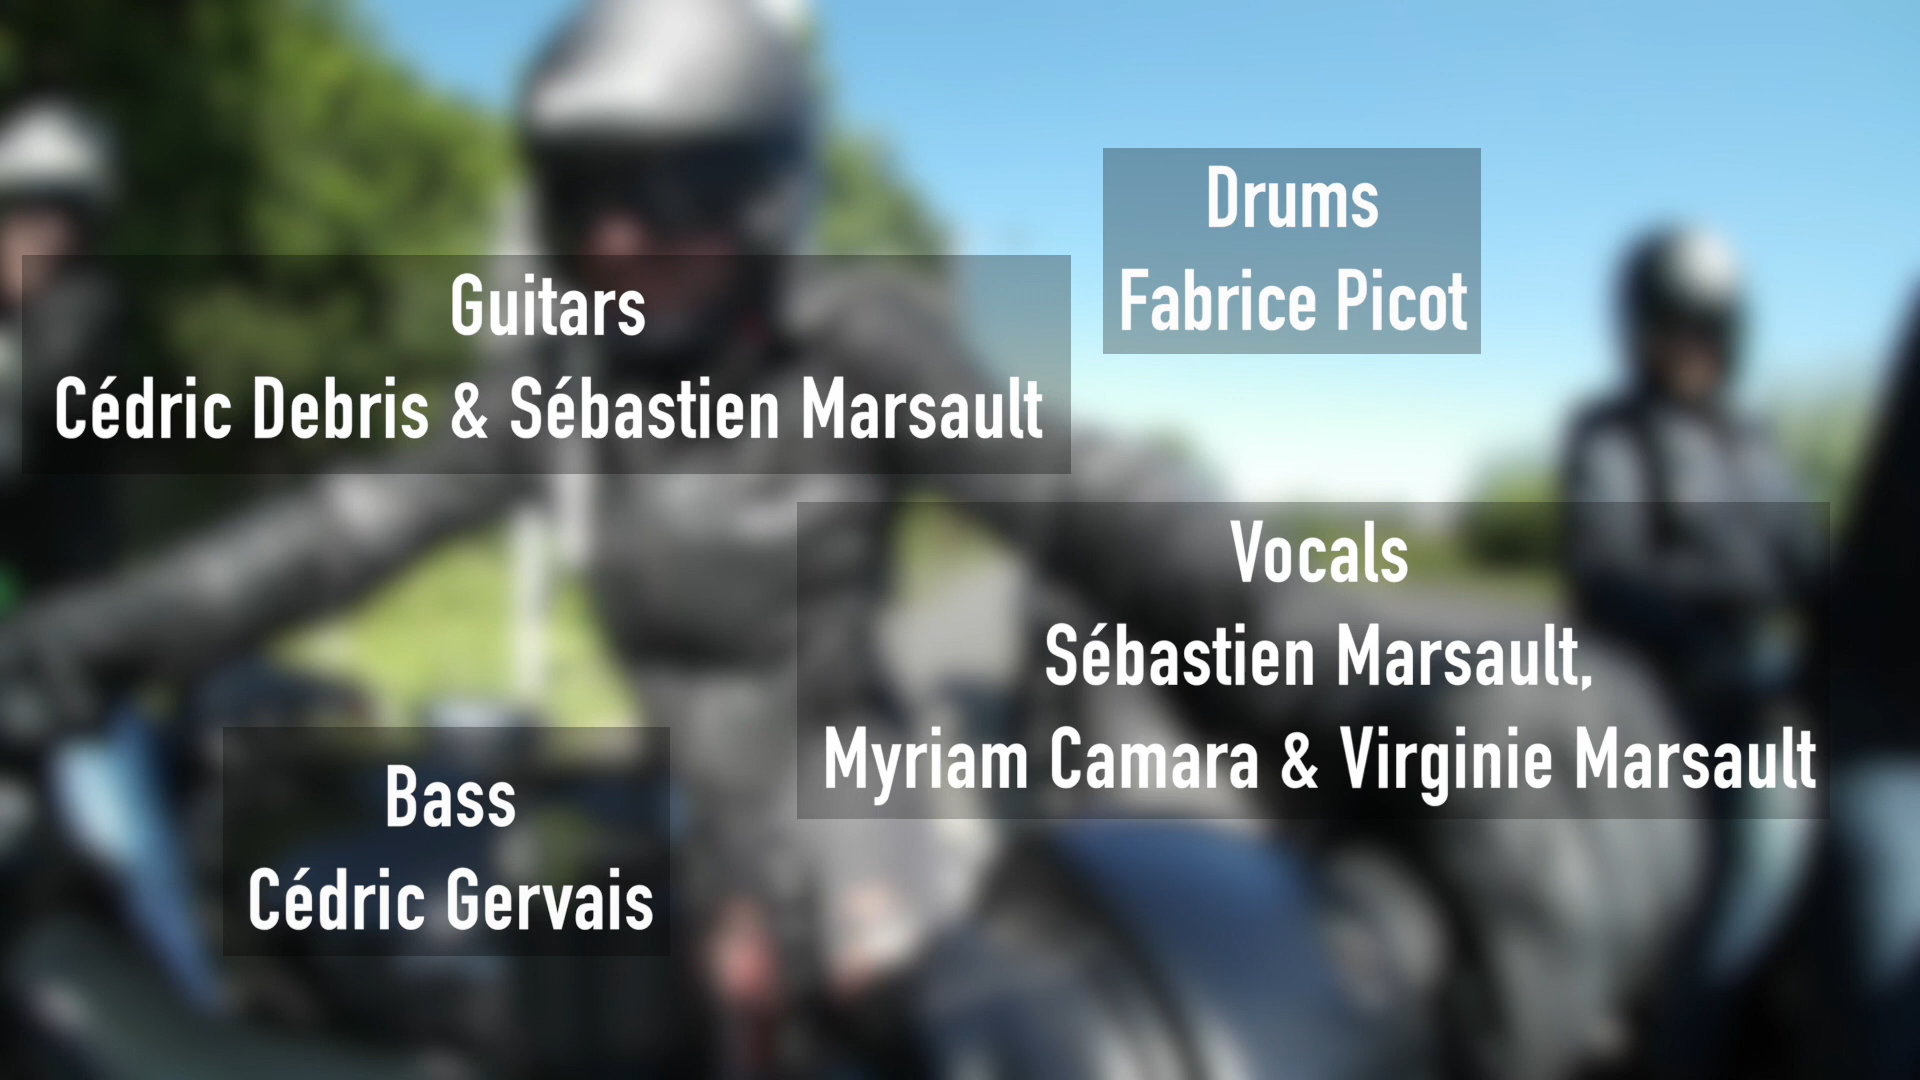 Drums
Fabrice Picot
Guitars
Cédric Debris & Sébastien Marsault
Vocals
Sébastien Marsault,
Myriam Camara & Virginie Marsault
Bass
Cédric Gervais